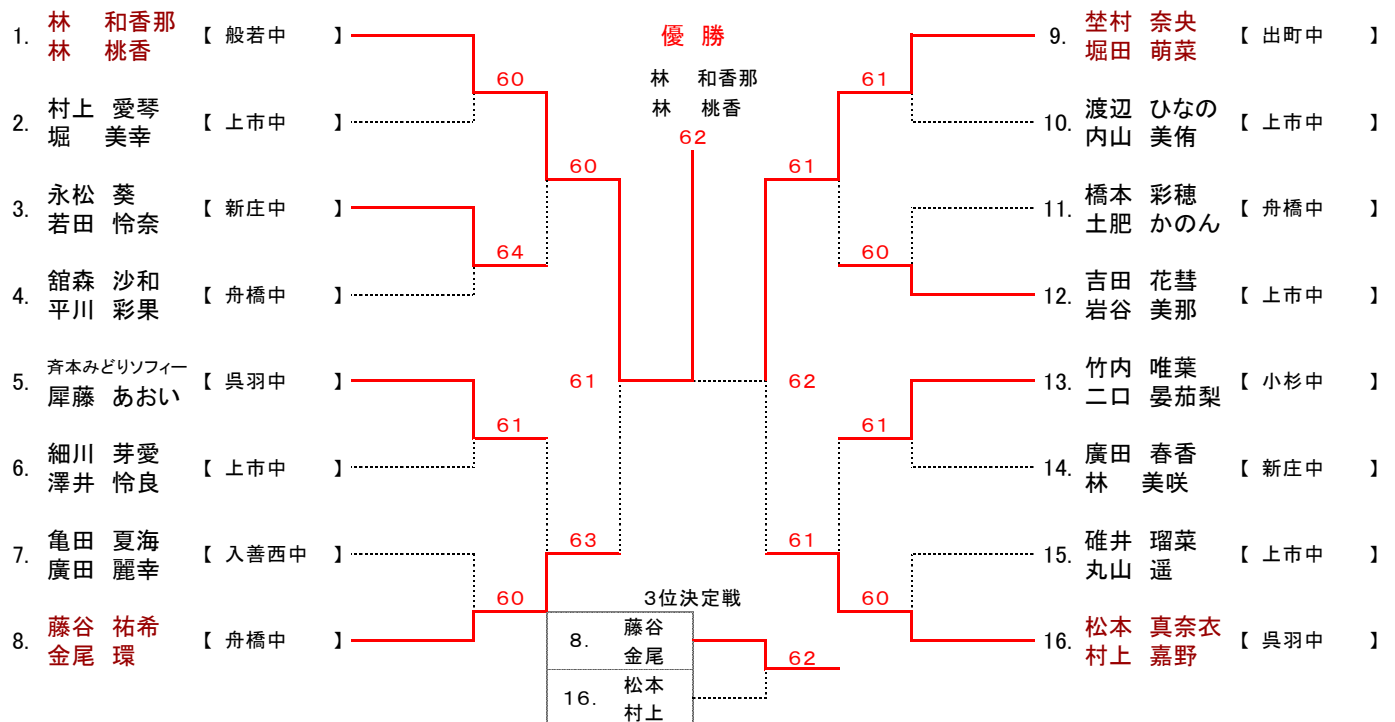 1. 林 和香那
林 桃香 【 般若中 】
2. 村上 愛琴
堀 美幸 【 上市中 】
3. 永松 葵
若田 怜奈 【 新庄中 】
4. 舘森 沙和
平川 彩果 【 舟橋中 】
5. 斉本みどりソフィー
犀藤 あおい 【 呉羽中 】
6. 細川 芽愛
澤井 怜良 【 上市中 】
7. 亀田 夏海
廣田 麗幸 【 入善西中 】
8. 藤谷 祐希
金尾 環 【 舟橋中 】
60
64
61
60
60
63
61
優 勝
林 和香那
林 桃香
62
62
61
61
61
60
61
60
3位決定戦
8. 藤谷
金尾
16. 松本
村上
62
9. 埜村 奈央
堀田 萌菜 【 出町中 】
10. 渡辺 ひなの
内山 美侑 【 上市中 】
11. 橋本 彩穂
土肥 かのん 【 舟橋中 】
12. 吉田 花彗
岩谷 美那 【 上市中 】
13. 竹内 唯葉
二口 晏茄梨 【 小杉中 】
14. 廣田 春香
林 美咲 【 新庄中 】
15. 碓井 瑠菜
丸山 遥 【 上市中 】
16. 松本 真奈衣
村上 嘉野 【 呉羽中 】